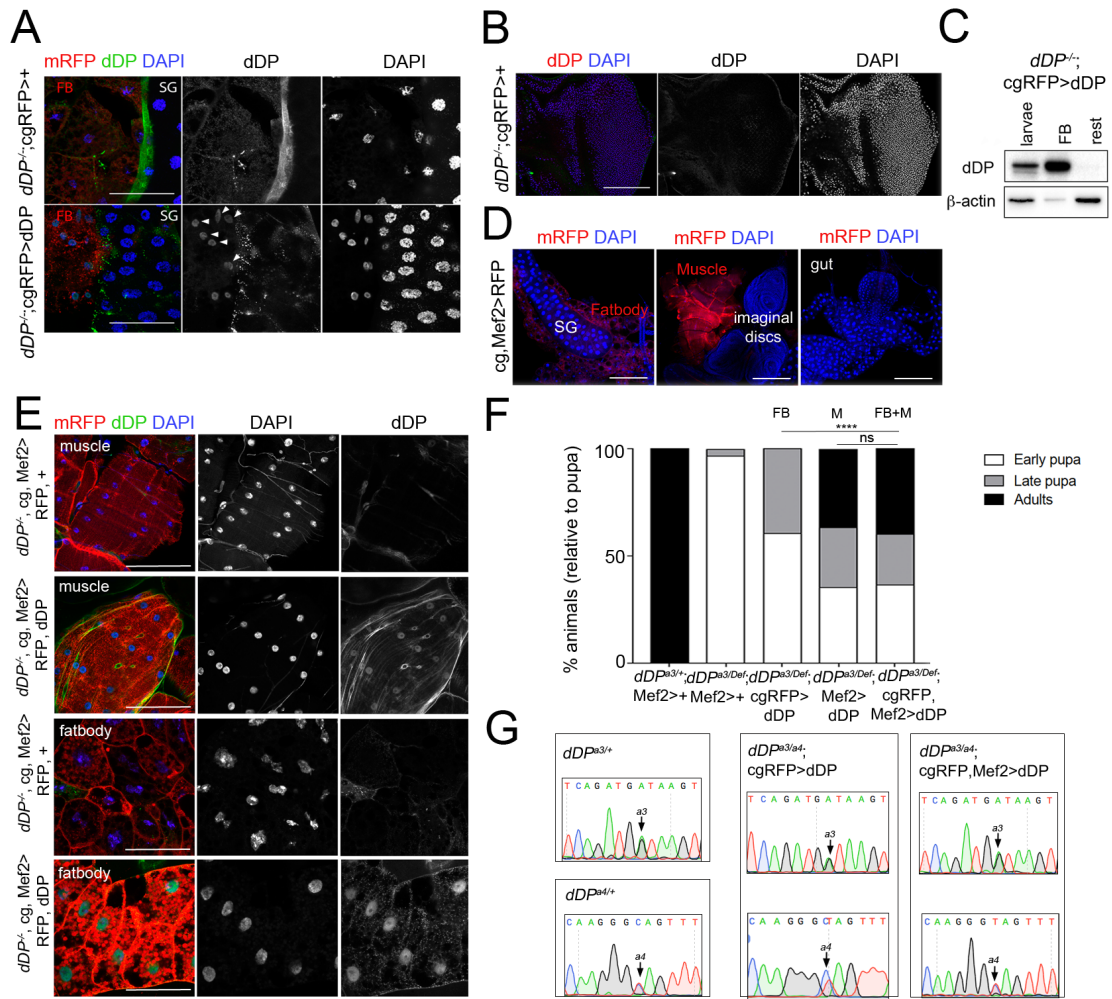 A
mRFP dDP DAPI
dDP
DAPI
dDP-/-;cgRFP>+
FB
SG
dDP-/-;cgRFP>dDP
FB
SG
B
dDP DAPI
dDP
DAPI
dDP-/-;cgRFP>+
C
dDP-/-;
cgRFP>dDP
larvae
FB
rest
dDP
β-actin
D
mRFP DAPI
mRFP DAPI
mRFP DAPI
cg,Mef2>RFP
Fatbody
SG
Muscle
imaginal
discs
gut
E
mRFP dDP DAPI
DAPI
dDP
dDP-/-, cg, Mef2>
RFP, +
muscle
dDP-/-, cg, Mef2>
RFP, dDP
muscle
dDP-/-, cg, Mef2>
RFP, +
fatbody
dDP-/-, cg, Mef2>
RFP, dDP
fatbody
F
FB
M
FB+M
****
ns
% animals (relative to pupa)
100
50
0
Early pupa
Late pupa
Adults
dDPa3/+;
Mef2>+
dDPa3/Def;
Mef2>+
dDPa3/Def;
cgRFP>
dDP
dDPa3/Def;
Mef2>
dDP
dDPa3/Def;
cgRFP,
Mef2>dDP
G
dDPa3/+
TCAGATGATAAGT
a3
dDPa4/+
CAAGGGCAGTTT
a4
dDPa3/a4;
cgRFP>dDP
TCAGATGATAAGT
a3
CAAGGGCTAGTTT
a4
dDPa3/a4;
cgRFP,Mef2>dDP
TCAGATGATAAGT
a3
CAAGGGTAGTTT
a4